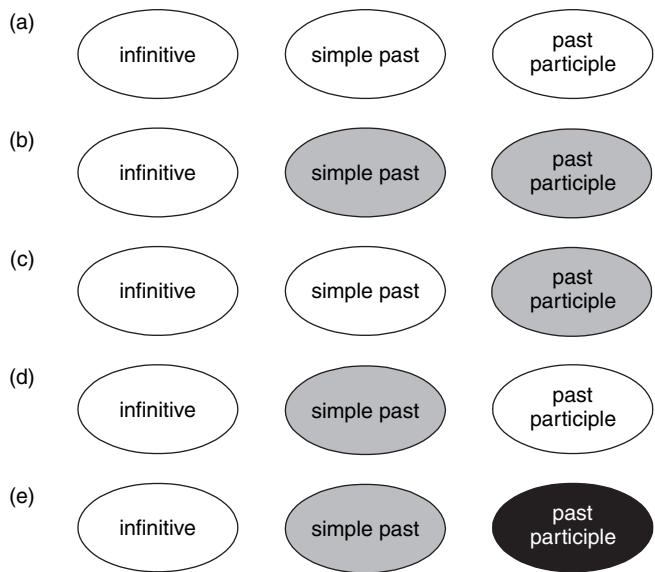 (a) infinitive simple past past participle
(b) infinitive simple past past participle
(c) infinitive simple past past participle
(d) infinitive simple past past participle
(e) infinitive simple past past participle